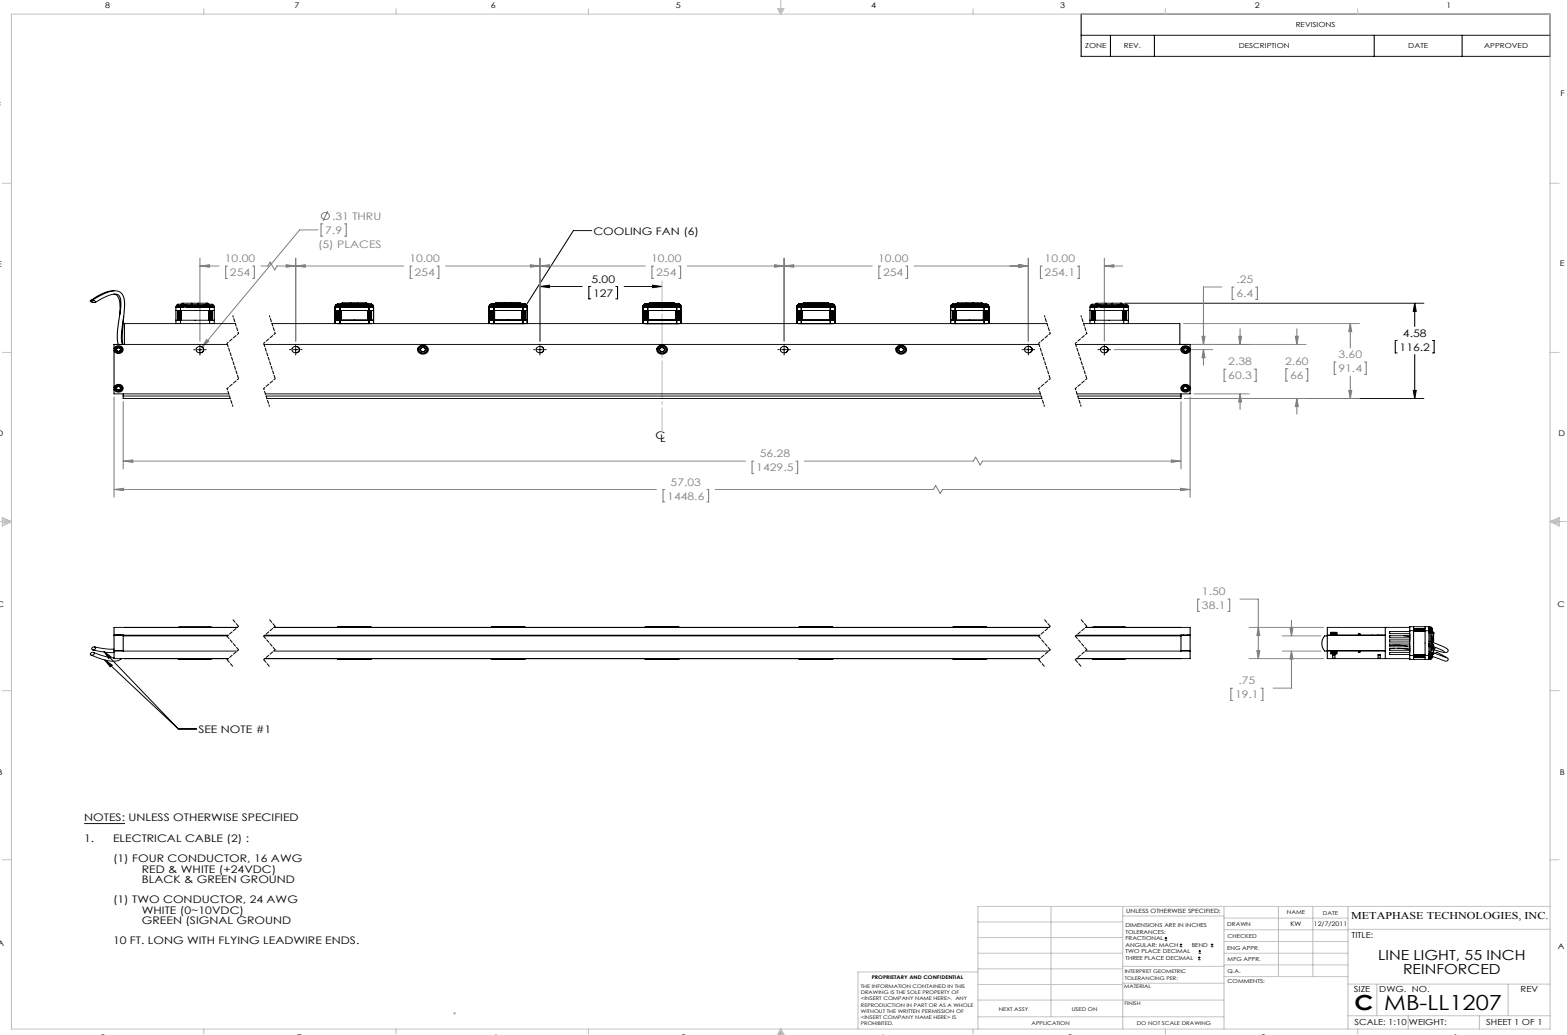 8 7 6 5 4 3 2 1
REVISIONS
ZONE REV. DESCRIPTION DATE APPROVED
F
E
D
C
B
A
Ø.31 THRU
[7.9]
(5) PLACES
COOLING FAN (6)
10.00
[254]
10.00
[254]
10.00
[254]
10.00
[254]
10.00
[254.1]
5.00
[127]
.25
[6.4]
4.58
[116.2]
3.60
[91.4]
2.38
[60.3]
2.60
[66]
℄
56.28
[1429.5]
57.03
[1448.6]
1.50
[38.1]
.75
[19.1]
SEE NOTE #1
NOTES: UNLESS OTHERWISE SPECIFIED
1. ELECTRICAL CABLE (2) :
(1) FOUR CONDUCTOR, 16 AWG
RED & WHITE (+24VDC)
BLACK & GREEN GROUND
(1) TWO CONDUCTOR, 24 AWG
WHITE (0~10VDC)
GREEN (SIGNAL GROUND
10 FT. LONG WITH FLYING LEADWIRE ENDS.
PROPRIETARY AND CONFIDENTIAL
THE INFORMATION CONTAINED IN THIS
DRAWING IS THE SOLE PROPERTY OF
<INSERT COMPANY NAME HERE>. ANY
REPRODUCTION IN PART OR AS A WHOLE
WITHOUT THE WRITTEN PERMISSION OF
<INSERT COMPANY NAME HERE> IS
PROHIBITED.
NEXT ASSY USED ON
APPLICATION
UNLESS OTHERWISE SPECIFIED:
DIMENSIONS ARE IN INCHES
TOLERANCES:
FRACTIONAL ±
ANGULAR: MACH ± BEND ±
TWO PLACE DECIMAL ±
THREE PLACE DECIMAL ±
INTERPRET GEOMETRIC
TOLERANCING PER:
MATERIAL
FINISH
DO NOT SCALE DRAWING
NAME DATE
DRAWN KW 12/7/2011
CHECKED
ENG APPR.
MFG APPR.
Q.A.
COMMENTS:
METAPHASE TECHNOLOGIES, INC.
TITLE:
LINE LIGHT, 55 INCH
REINFORCED
SIZE DWG. NO. REV
C MB-LL1207
SCALE: 1:10 WEIGHT: SHEET 1 OF 1